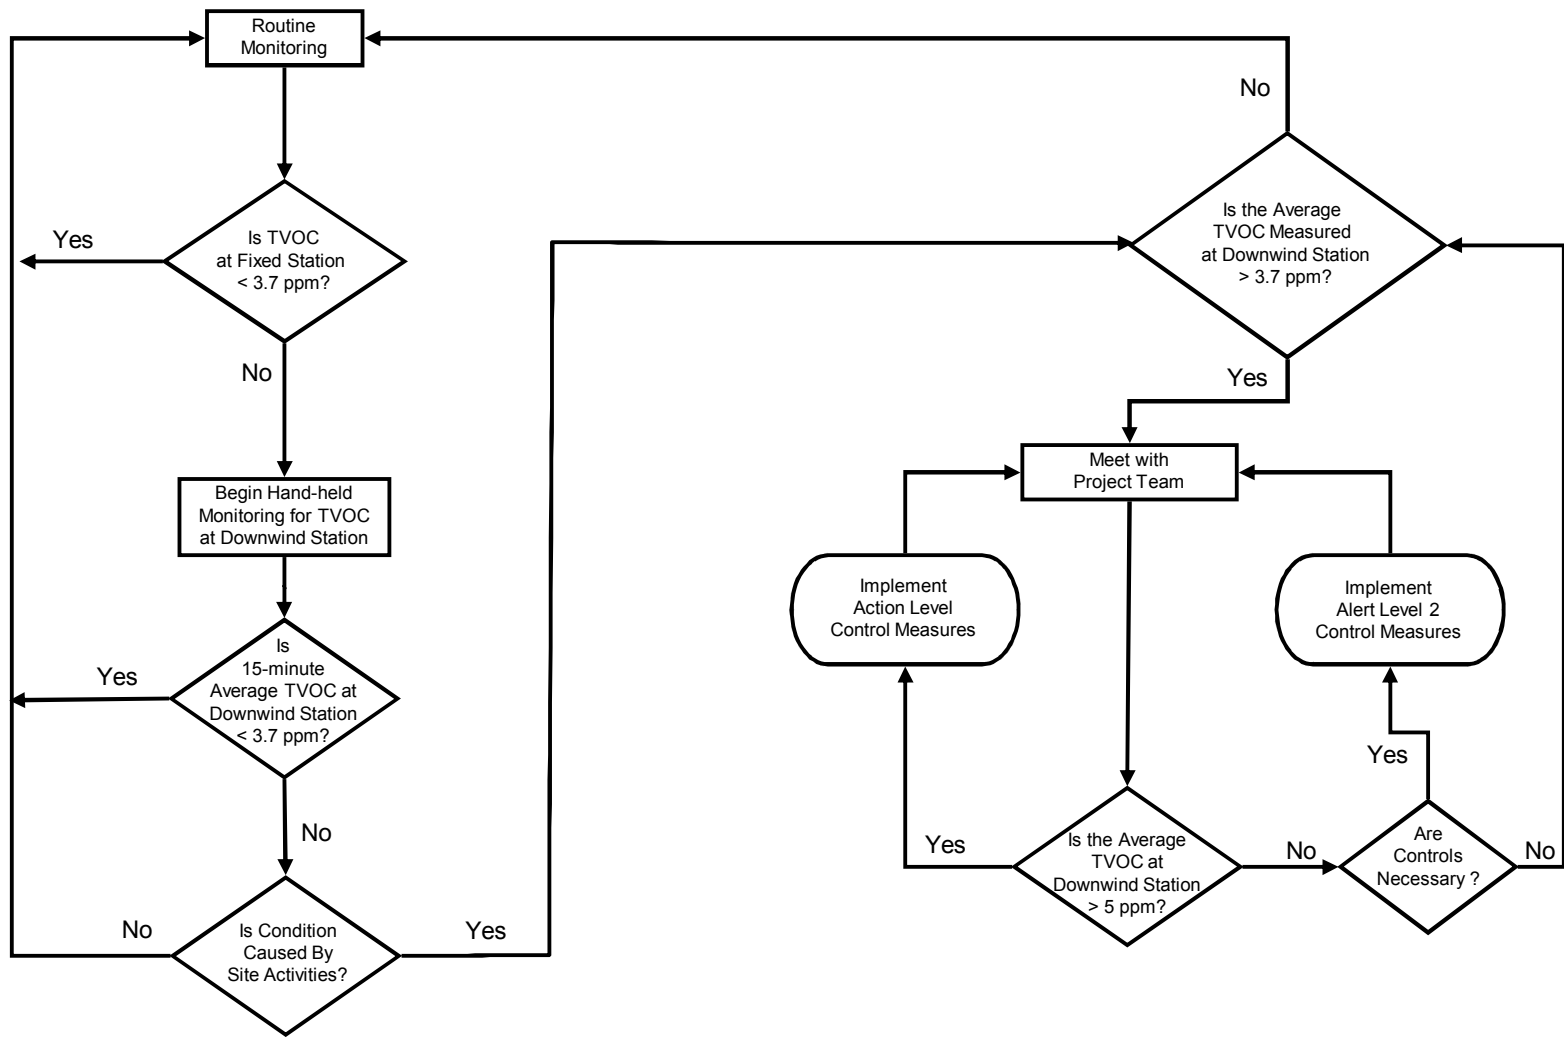 Routine
Monitoring
No
Is the Average
TVOC Measured
at Downwind Station
> 3.7 ppm?
Yes
Is TVOC
at Fixed Station
< 3.7 ppm?
No
Yes
Begin Hand-held
Monitoring for TVOC
at Downwind Station
Meet with
Project Team
Implement
Action Level
Control Measures
Implement
Alert Level 2
Control Measures
Yes
Is
15-minute
Average TVOC at
Downwind Station
< 3.7 ppm?
No
Yes
Is the Average
TVOC at
Downwind Station
> 5 ppm?
No
Yes
Are
Controls
Necessary ?
No
No
Is Condition
Caused By
Site Activities?
Yes